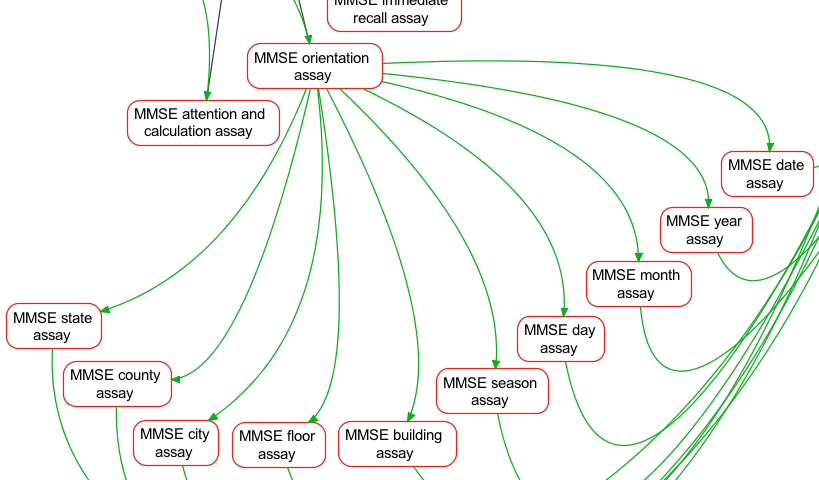 MMSE immediate
recall assay
MMSE orientation
assay
MMSE attention and
calculation assay
MMSE date
assay
MMSE year
assay
MMSE month
assay
MMSE state
assay
MMSE day
assay
MMSE county
assay
MMSE season
assay
MMSE city
assay
MMSE floor
assay
MMSE building
assay